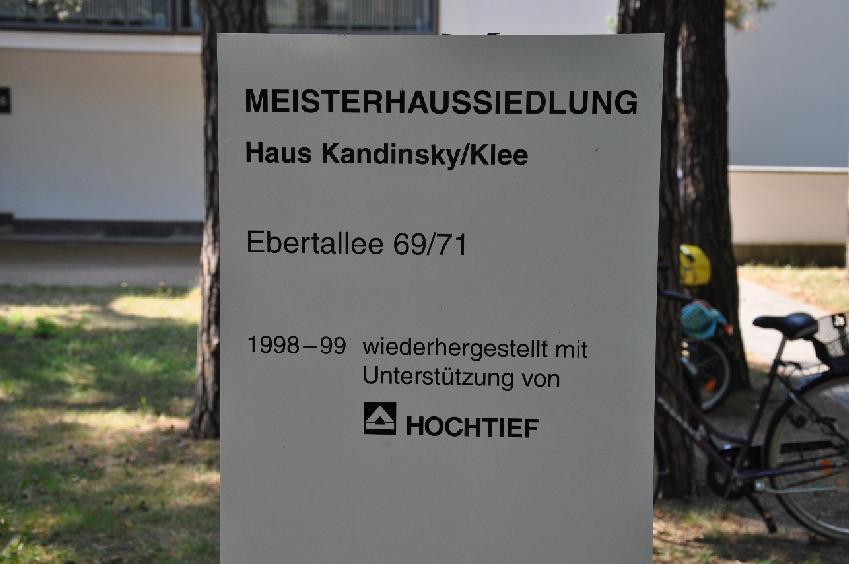 MEISTERHAUSSIEDLUNG
Haus Kandinsky/Klee
Ebertallee 69/71
1998–99 wiederhergestellt mit
Unterstützung von
HOCHTIEF